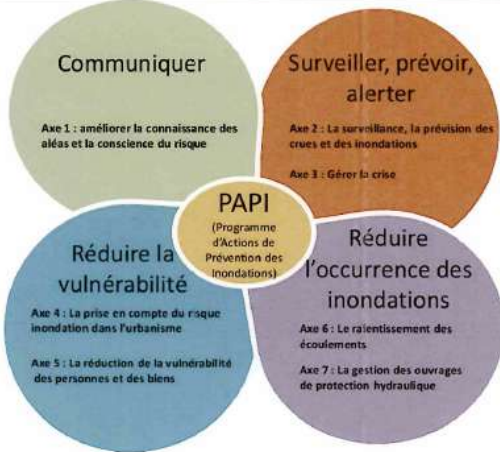 Communiquer
Axe 1 : améliorer la connaissance des
aléas et la conscience du risque
Surveiller, prévoir,
alerter
Axe 2 : La surveillance, la prévision des
crues et des inondations
Axe 3 : Gérer la crise
PAPI
(Programme
d'Actions de
Prévention des
Inondations)
Réduire la
vulnérabilité
Axe 4 : La prise en compte du risque
inondation dans l'urbanisme
Axe 5 : La réduction de la vulnérabilité
des personnes et des biens
Réduire
l'occurrence des
inondations
Axe 6 : Le ralentissement des
écoulements
Axe 7 : La gestion des ouvrages
de protection hydraulique